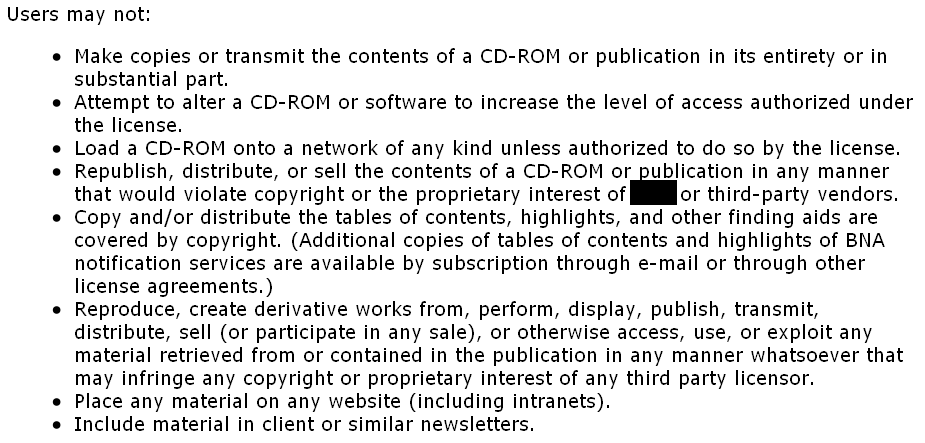 Users may not:
• Make copies or transmit the contents of a CD-ROM or publication in its entirety or in
substantial part.
• Attempt to alter a CD-ROM or software to increase the level of access authorized under
the license.
• Load a CD-ROM onto a network of any kind unless authorized to do so by the license.
• Republish, distribute, or sell the contents of a CD-ROM or publication in any manner
that would violate copyright or the proprietary interest of or third-party vendors.
• Copy and/or distribute the tables of contents, highlights, and other finding aids are
covered by copyright. (Additional copies of tables of contents and highlights of BNA
notification services are available by subscription through e-mail or through other
license agreements.)
• Reproduce, create derivative works from, perform, display, publish, transmit,
distribute, sell (or participate in any sale), or otherwise access, use, or exploit any
material retrieved from or contained in the publication in any manner whatsoever that
may infringe any copyright or proprietary interest of any third party licensor.
• Place any material on any website (including intranets).
• Include material in client or similar newsletters.